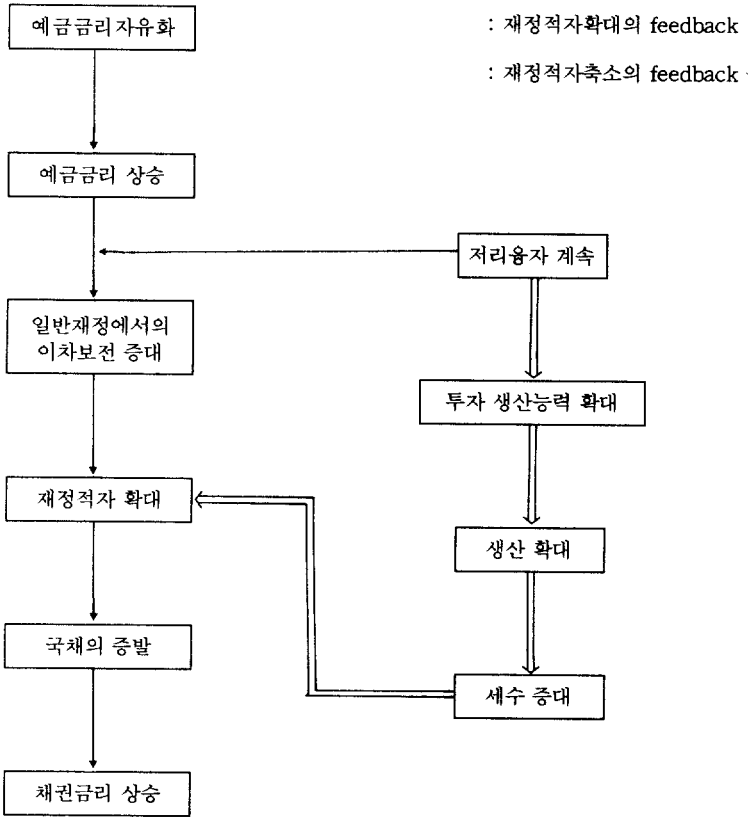 예금금리자유화
: 재정적자확대의 feedback
: 재정적자축소의 feedback
예금금리 상승
저리융자 계속
일반재정에서의
이차보전 증대
투자 생산능력 확대
재정적자 확대
생산 확대
국채의 증발
세수 증대
채권금리 상승